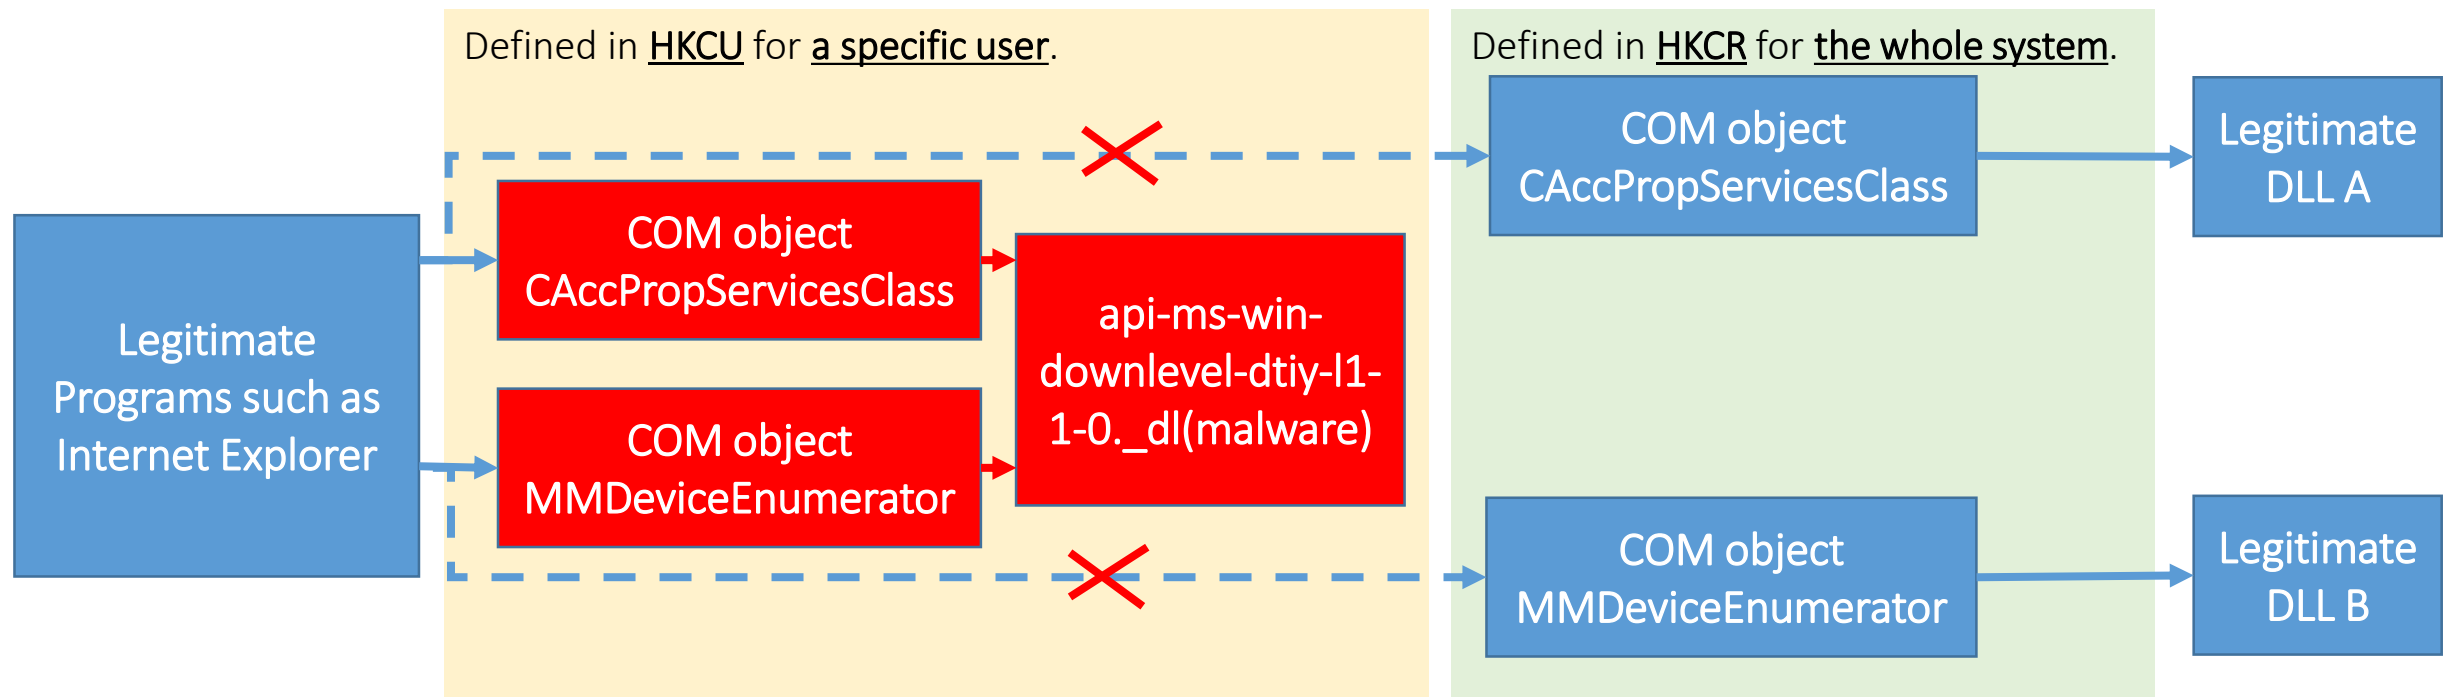 Defined in HKCU for a specific user.
Defined in HKCR for the whole system.
Legitimate
Programs such as
Internet Explorer
COM object
CAccPropServicesClass
COM object
MMDeviceEnumerator
api-ms-win-
downlevel-dtiy-l1-
1-0._dl(malware)
COM object
CAccPropServicesClass
Legitimate
DLL A
COM object
MMDeviceEnumerator
Legitimate
DLL B